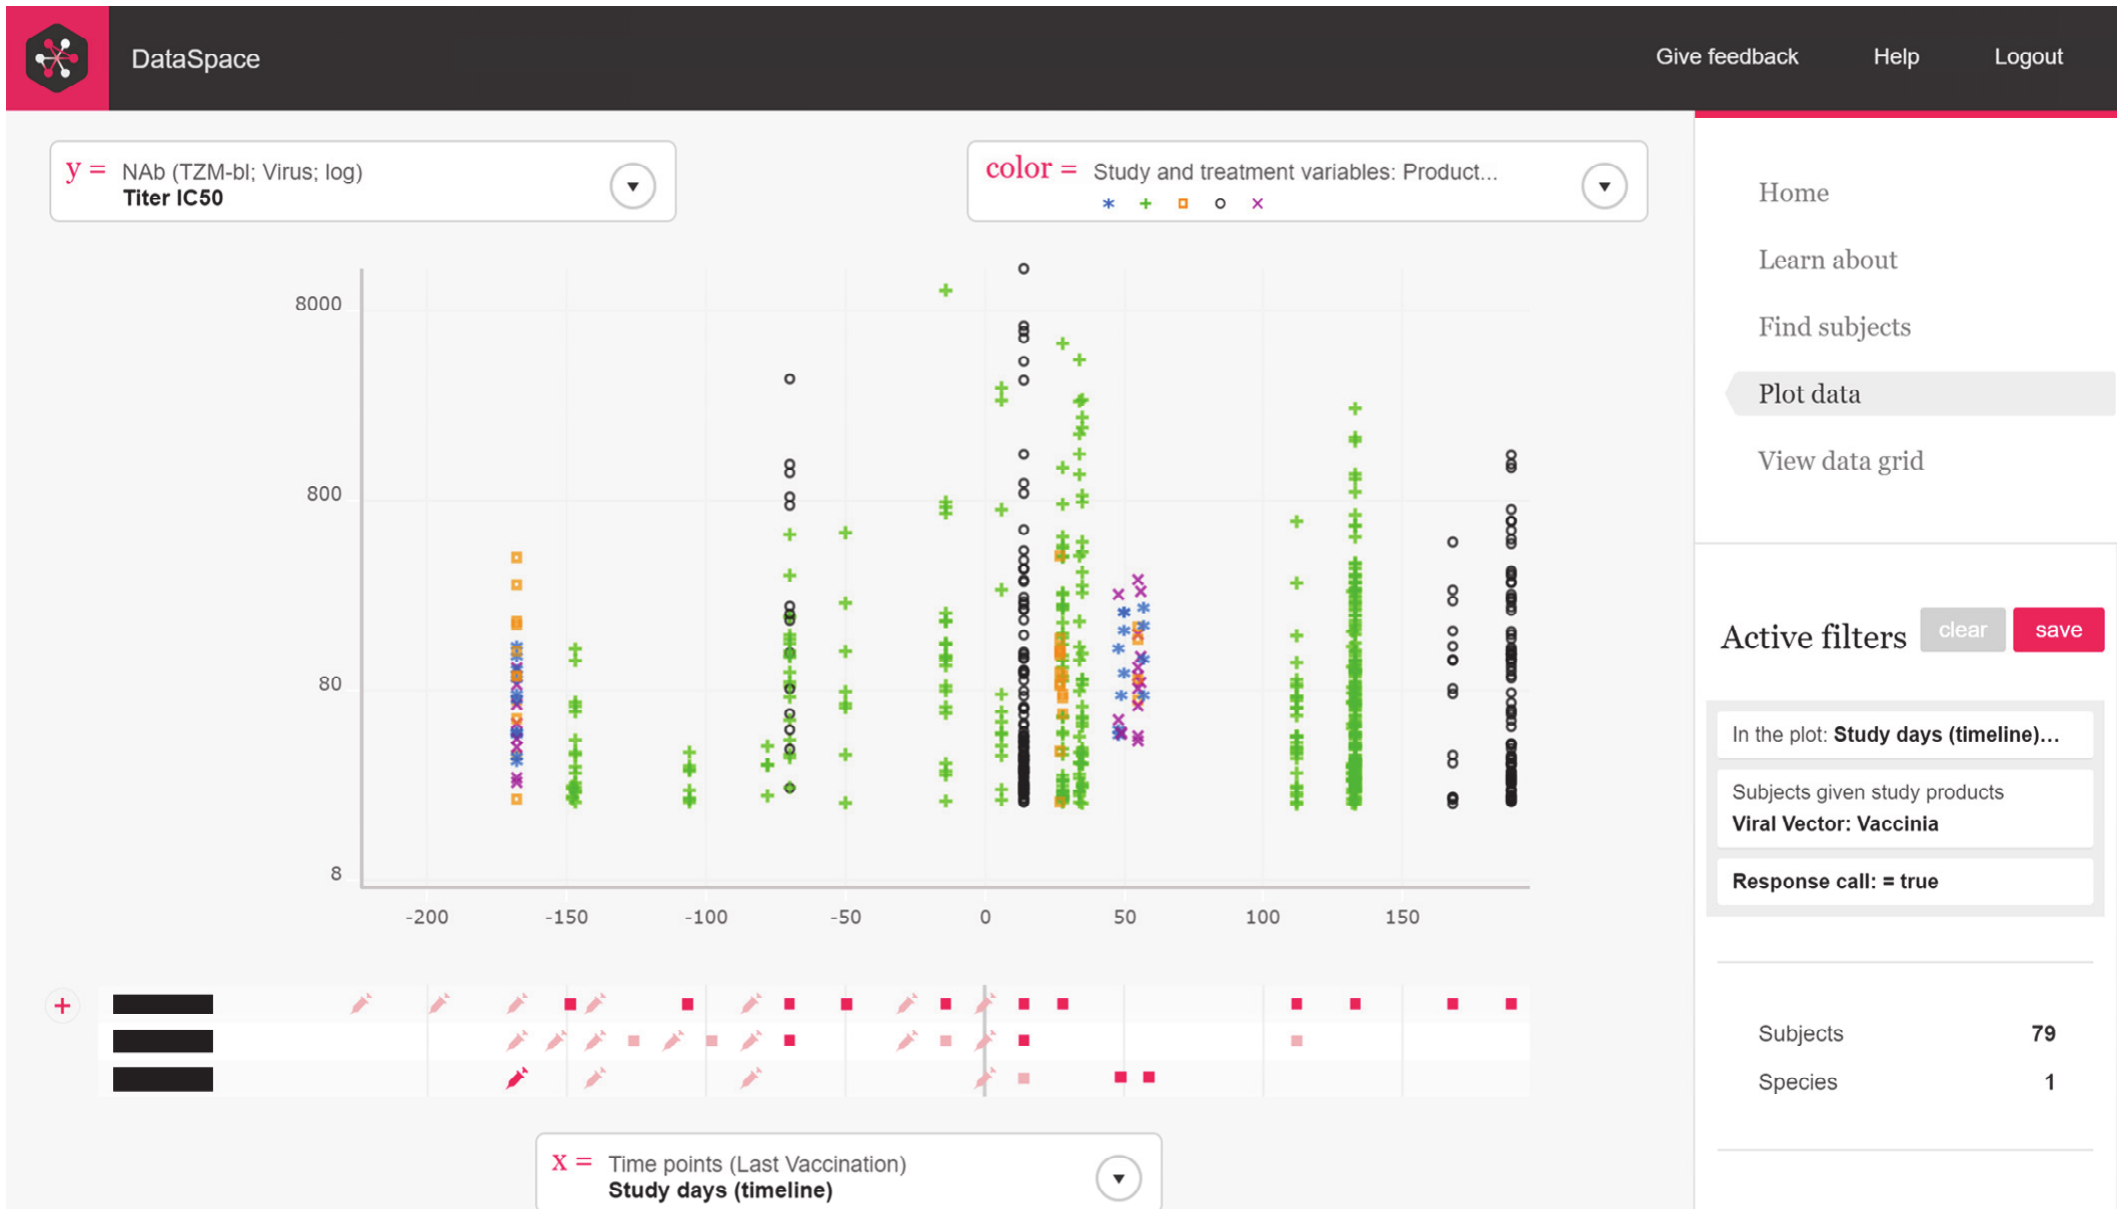 DataSpace
Give feedback
Help
Logout
y = NAb (TZM-bl; Virus; log)
Titer IC50
color = Study and treatment variables: Product...
Home
Learn about
Find subjects
Plot data
View data grid
8000
800
80
8
-200 -150 -100 -50 0 50 100 150
Active filters clear save
In the plot: Study days (timeline)...
Subjects given study products
Viral Vector: Vaccinia
Response call: = true
Subjects 79
Species 1
x = Time points (Last Vaccination)
Study days (timeline)